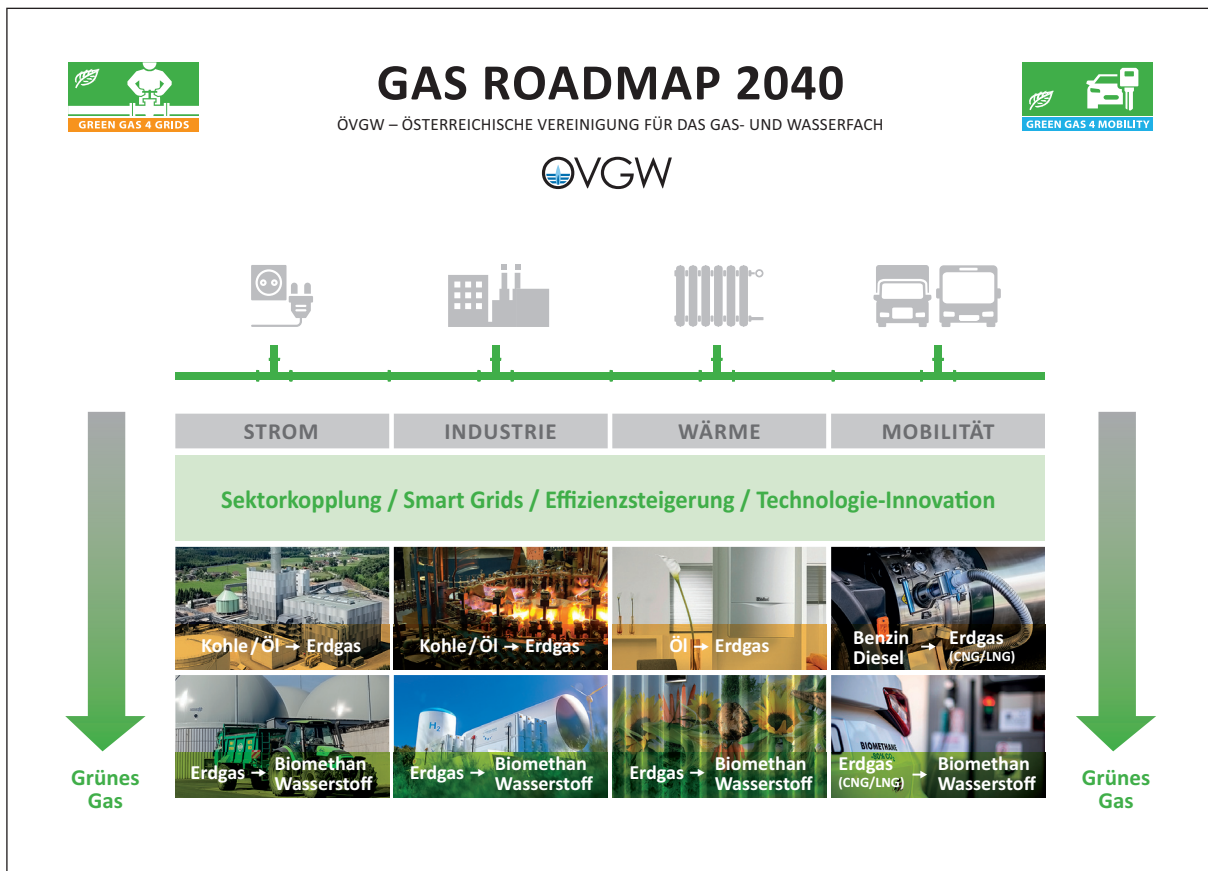 GREEN GAS 4 GRIDS
GAS ROADMAP 2040
ÖVGW – ÖSTERREICHISCHE VEREINIGUNG FÜR DAS GAS- UND WASSERFACH
ÖVGW
GREEN GAS 4 MOBILITY
STROM
INDUSTRIE
WÄRME
MOBILITÄT
Sektorkopplung / Smart Grids / Effizienzsteigerung / Technologie-Innovation
Kohle / Öl → Erdgas
Kohle / Öl → Erdgas
Öl → Erdgas
Benzin → Erdgas
Diesel (CNG/LNG)
H₂
BIOMETHANE
Erdgas → Biomethan
Wasserstoff
Erdgas → Biomethan
Wasserstoff
Erdgas → Biomethan
Wasserstoff
Erdgas → Biomethan
(CNG/LNG) Wasserstoff
Grünes
Gas
Grünes
Gas